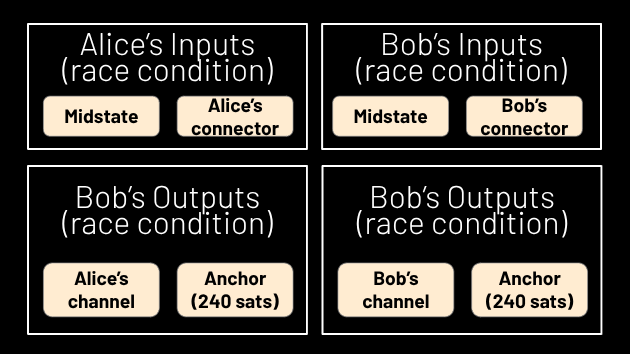 Alice's Inputs
(race condition)
Midstate
Alice's
connector
Bob's Inputs
(race condition)
Midstate
Bob's
connector
Bob's Outputs
(race condition)
Alice's
channel
Anchor
(240 sats)
Bob's Outputs
(race condition)
Bob's
channel
Anchor
(240 sats)